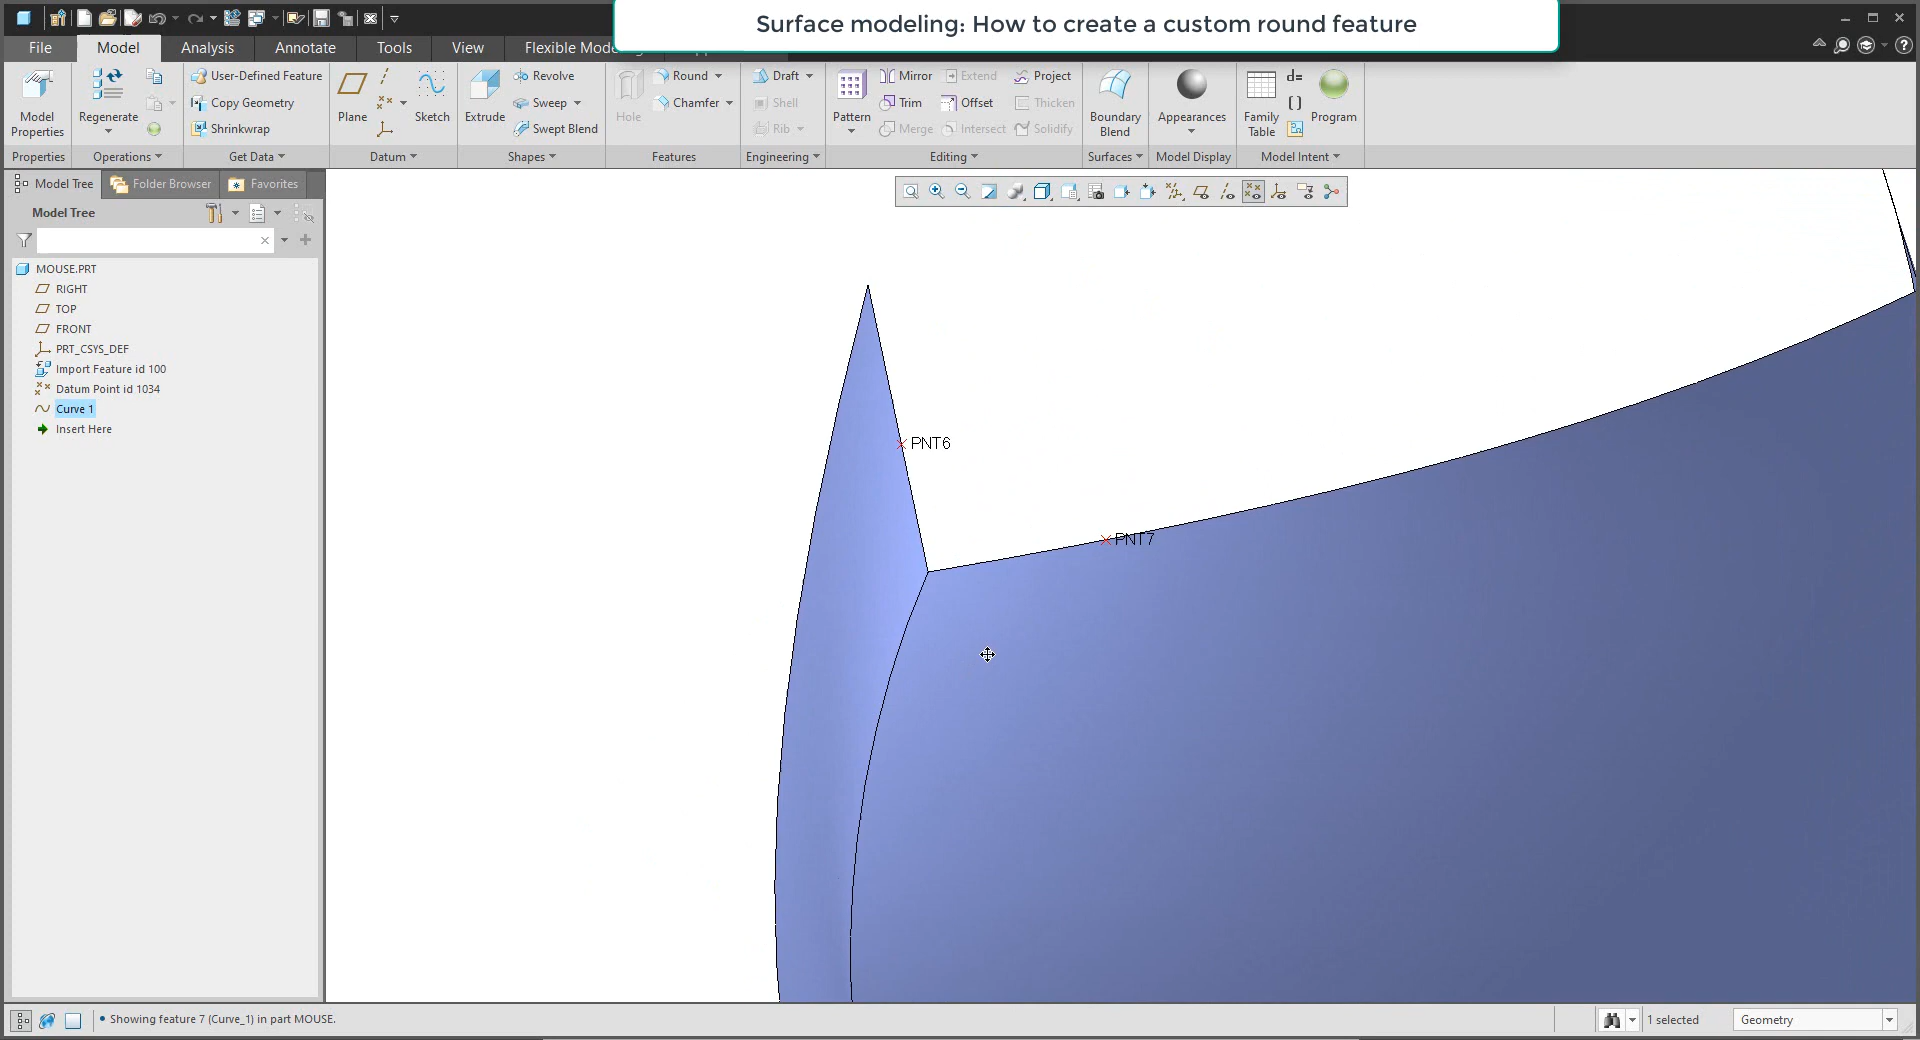 Surface modeling: How to create a custom round feature
File Model Analysis Annotate Tools View
Model Properties
Regenerate
User-Defined Feature
Copy Geometry
Shrinkwrap
Plane
Sketch
Extrude
Revolve
Sweep
Swept Blend
Hole
Round
Chamfer
Draft
Shell
Rib
Pattern
Mirror
Trim
Merge
Extend
Offset
Intersect
Project
Thicken
Solidify
Boundary Blend
Appearances
Family Table
d=
[ ]
Program
Properties Operations Get Data Datum Shapes Features Engineering Editing Surfaces Model Display Model Intent
Model Tree Folder Browser Favorites
Model Tree
MOUSE.PRT
RIGHT
TOP
FRONT
PRT_CSYS_DEF
Import Feature id 100
Datum Point id 1034
Curve 1
Insert Here
PNT6
PNT7
Showing feature 7 (Curve_1) in part MOUSE.
1 selected
Geometry